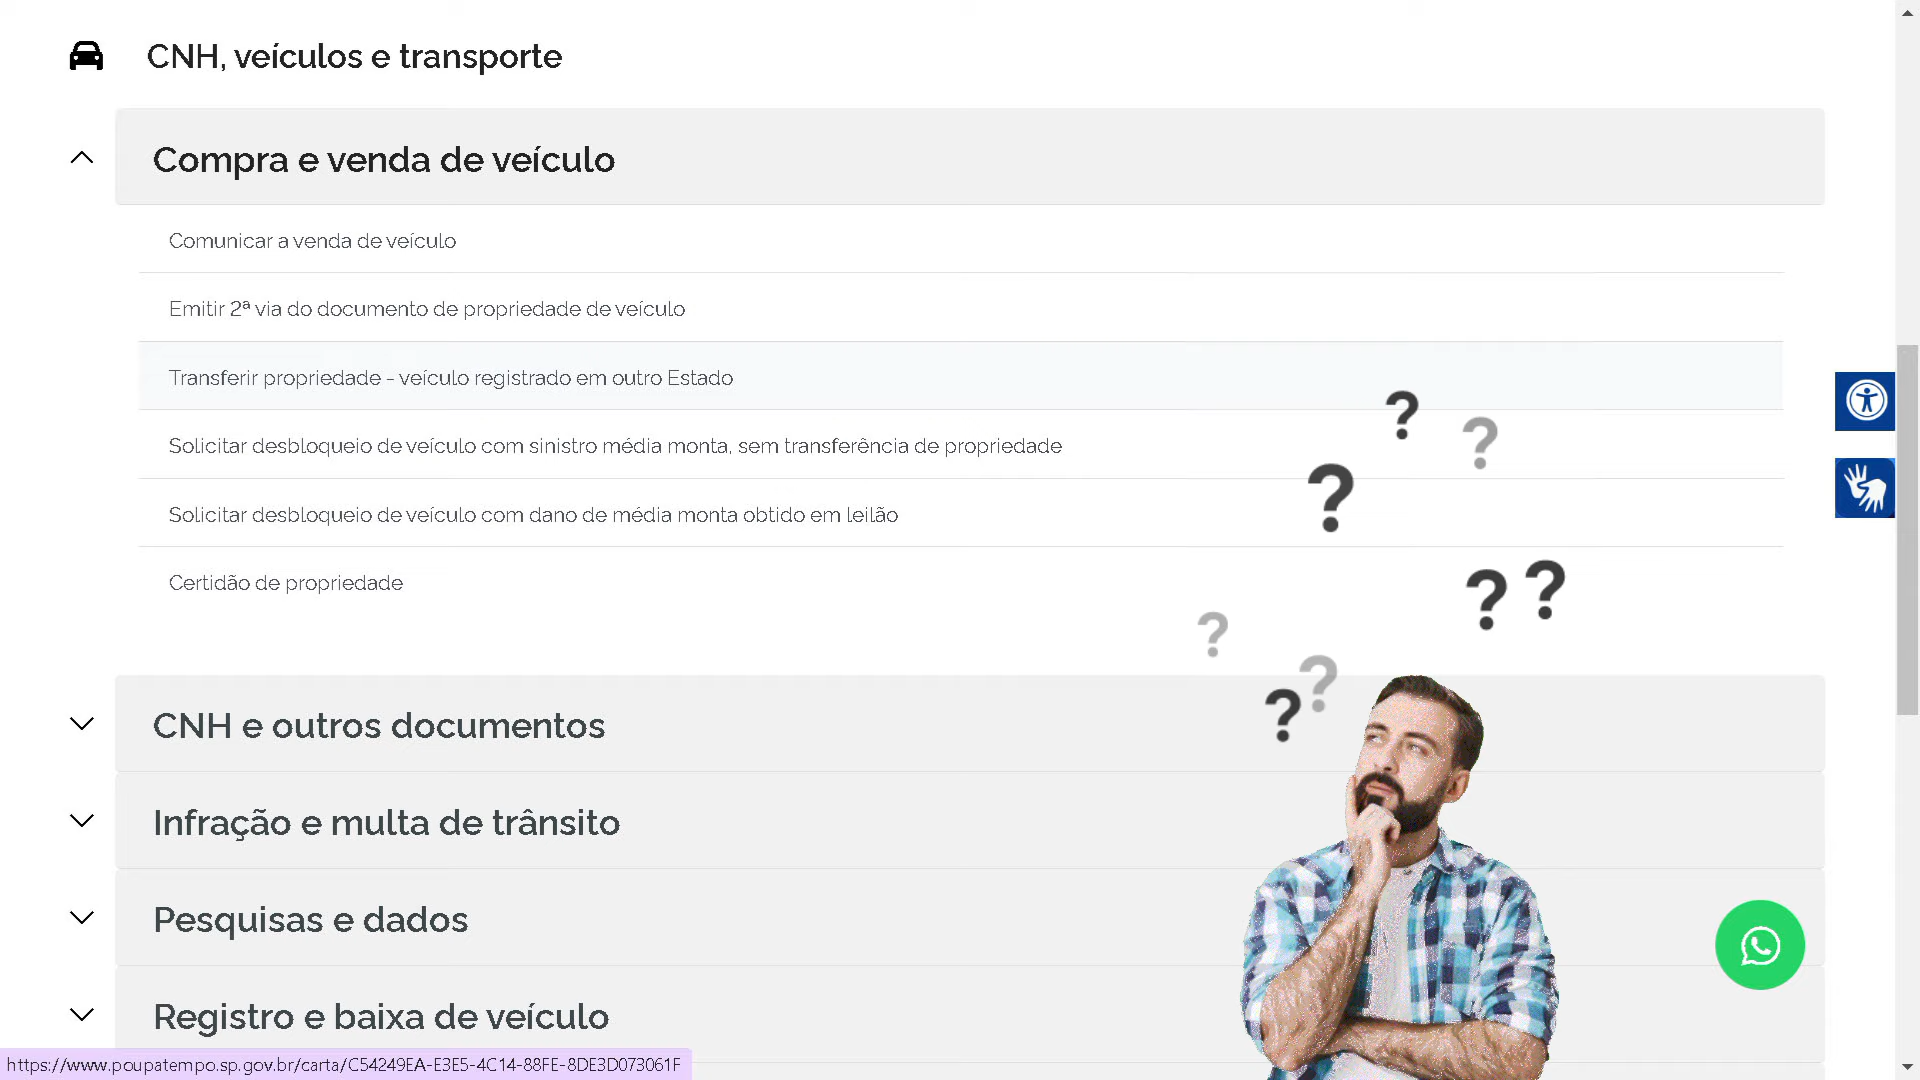 CNH, veículos e transporte
Compra e venda de veículo
Comunicar a venda de veículo
Emitir 2ª via do documento de propriedade de veículo
Transferir propriedade - veículo registrado em outro Estado
Solicitar desbloqueio de veículo com sinistro média monta, sem transferência de propriedade
Solicitar desbloqueio de veículo com dano de média monta obtido em leilão
Certidão de propriedade
? ?
?
? ?
?
?
?
CNH e outros documentos
Infração e multa de trânsito
Pesquisas e dados
Registro e baixa de veículo
https://www.poupatempo.sp.gov.br/carta/C54249EA-E3E5-4C14-88FE-8DE3D073061F